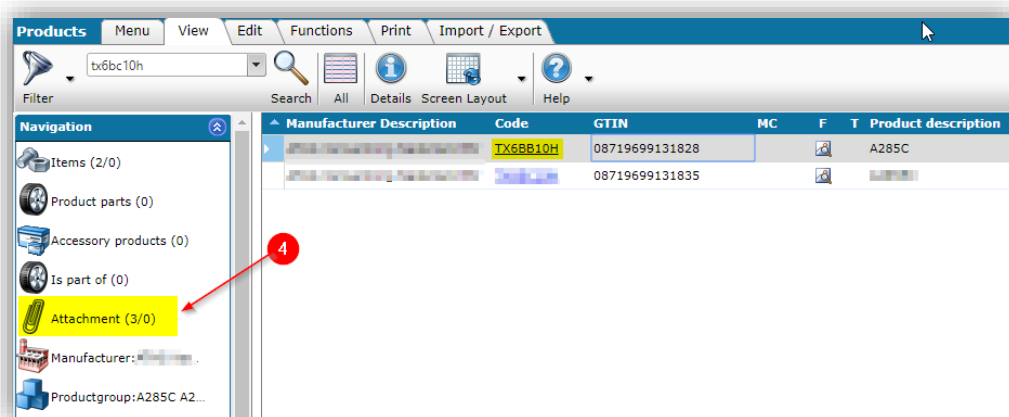 Products Menu View Edit Functions Print Import / Export
tx6bc10h
Filter Search All Details Screen Layout Help
Navigation
Manufacturer Description Code GTIN MC F T Product description
TX6BB10H 08719699131828 A285C
08719699131835
Items (2/0)
Product parts (0)
Accessory products (0)
Is part of (0)
Attachment (3/0)
Manufacturer:
Productgroup:A285C A2...
4